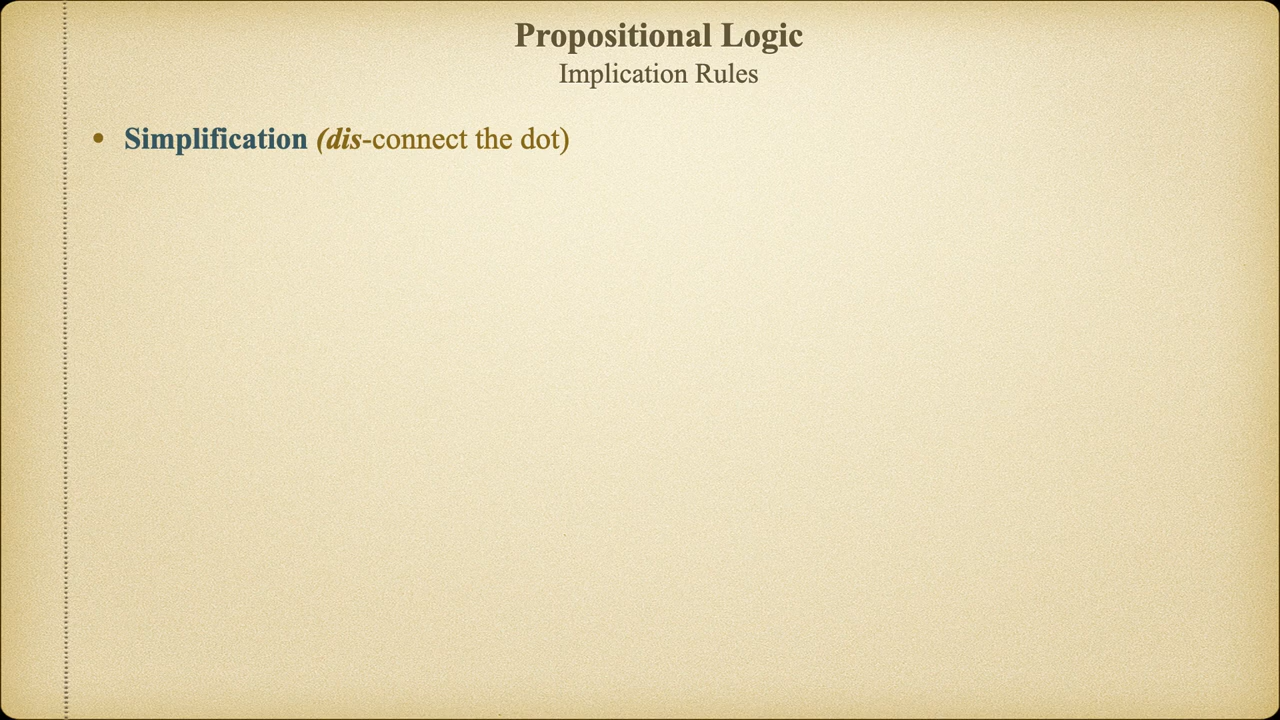 Propositional Logic
Implication Rules
• Simplification (dis-connect the dot)